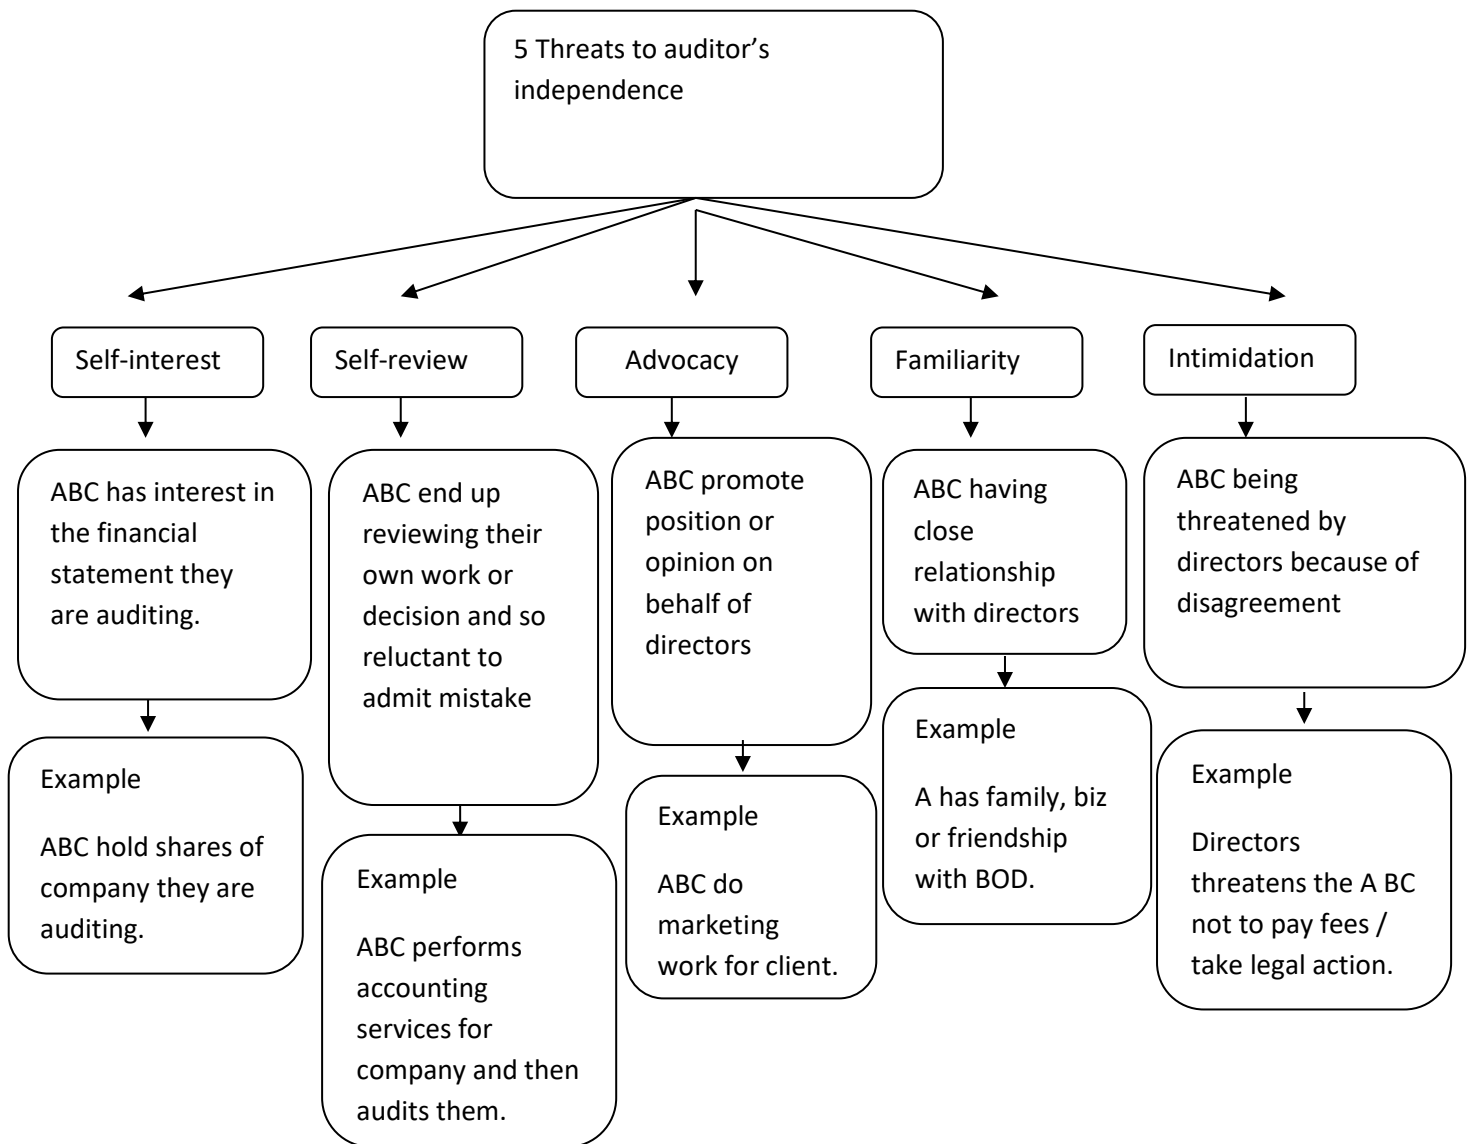 5 Threats to auditor’s
independence
Self-interest
Self-review
Advocacy
Familiarity
Intimidation
ABC has interest in
the financial
statement they
are auditing.
ABC end up
reviewing their
own work or
decision and so
reluctant to
admit mistake
ABC promote
position or
opinion on
behalf of
directors
ABC having
close
relationship
with directors
ABC being
threatened by
directors because of
disagreement
Example
ABC hold shares of
company they are
auditing.
Example
ABC performs
accounting
services for
company and then
audits them.
Example
ABC do
marketing
work for client.
Example
A has family, biz
or friendship
with BOD.
Example
Directors
threatens the A BC
not to pay fees /
take legal action.